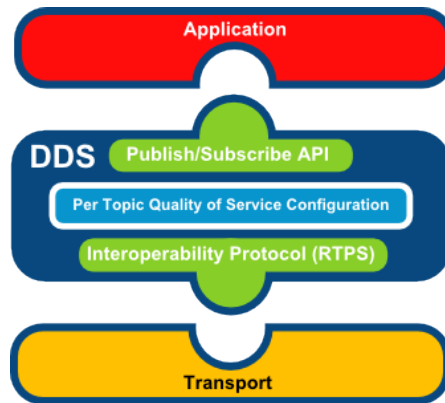 Application
DDS
Publish/Subscribe API
Per Topic Quality of Service Configuration
Interoperability Protocol (RTPS)
Transport